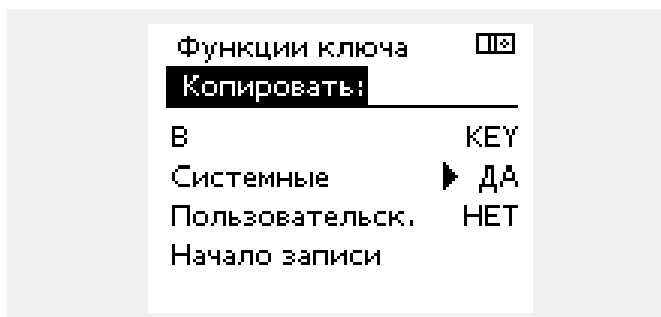 Функции ключа
Копировать:
В KEY
Системные ДА
Пользовательск. НЕТ
Начало записи